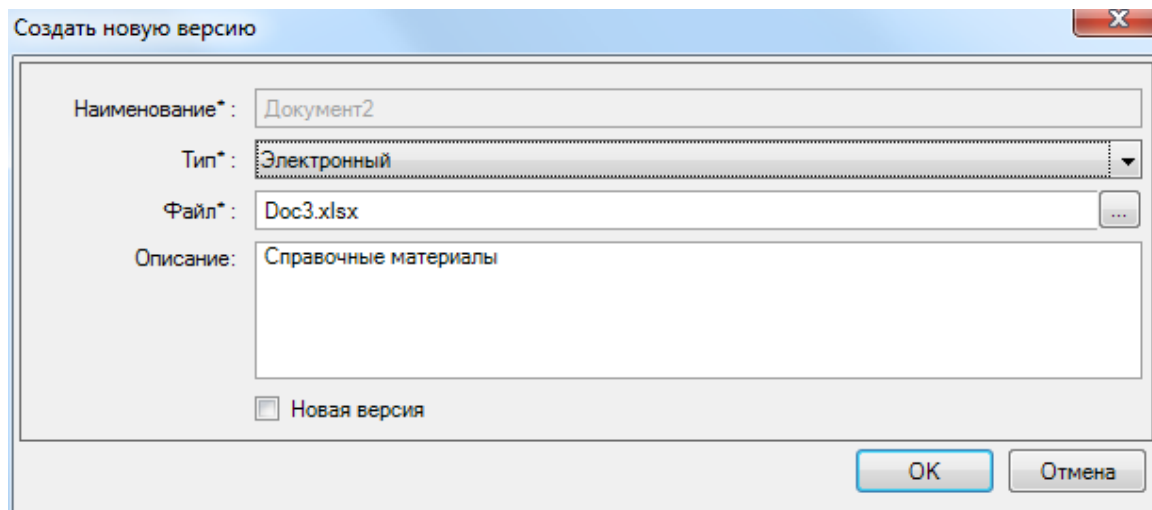 Создать новую версию
Наименование* : Документ2
Тип* : Электронный
Файл* : Doc3.xlsx ...
Описание: Справочные материалы
Новая версия
OK Отмена